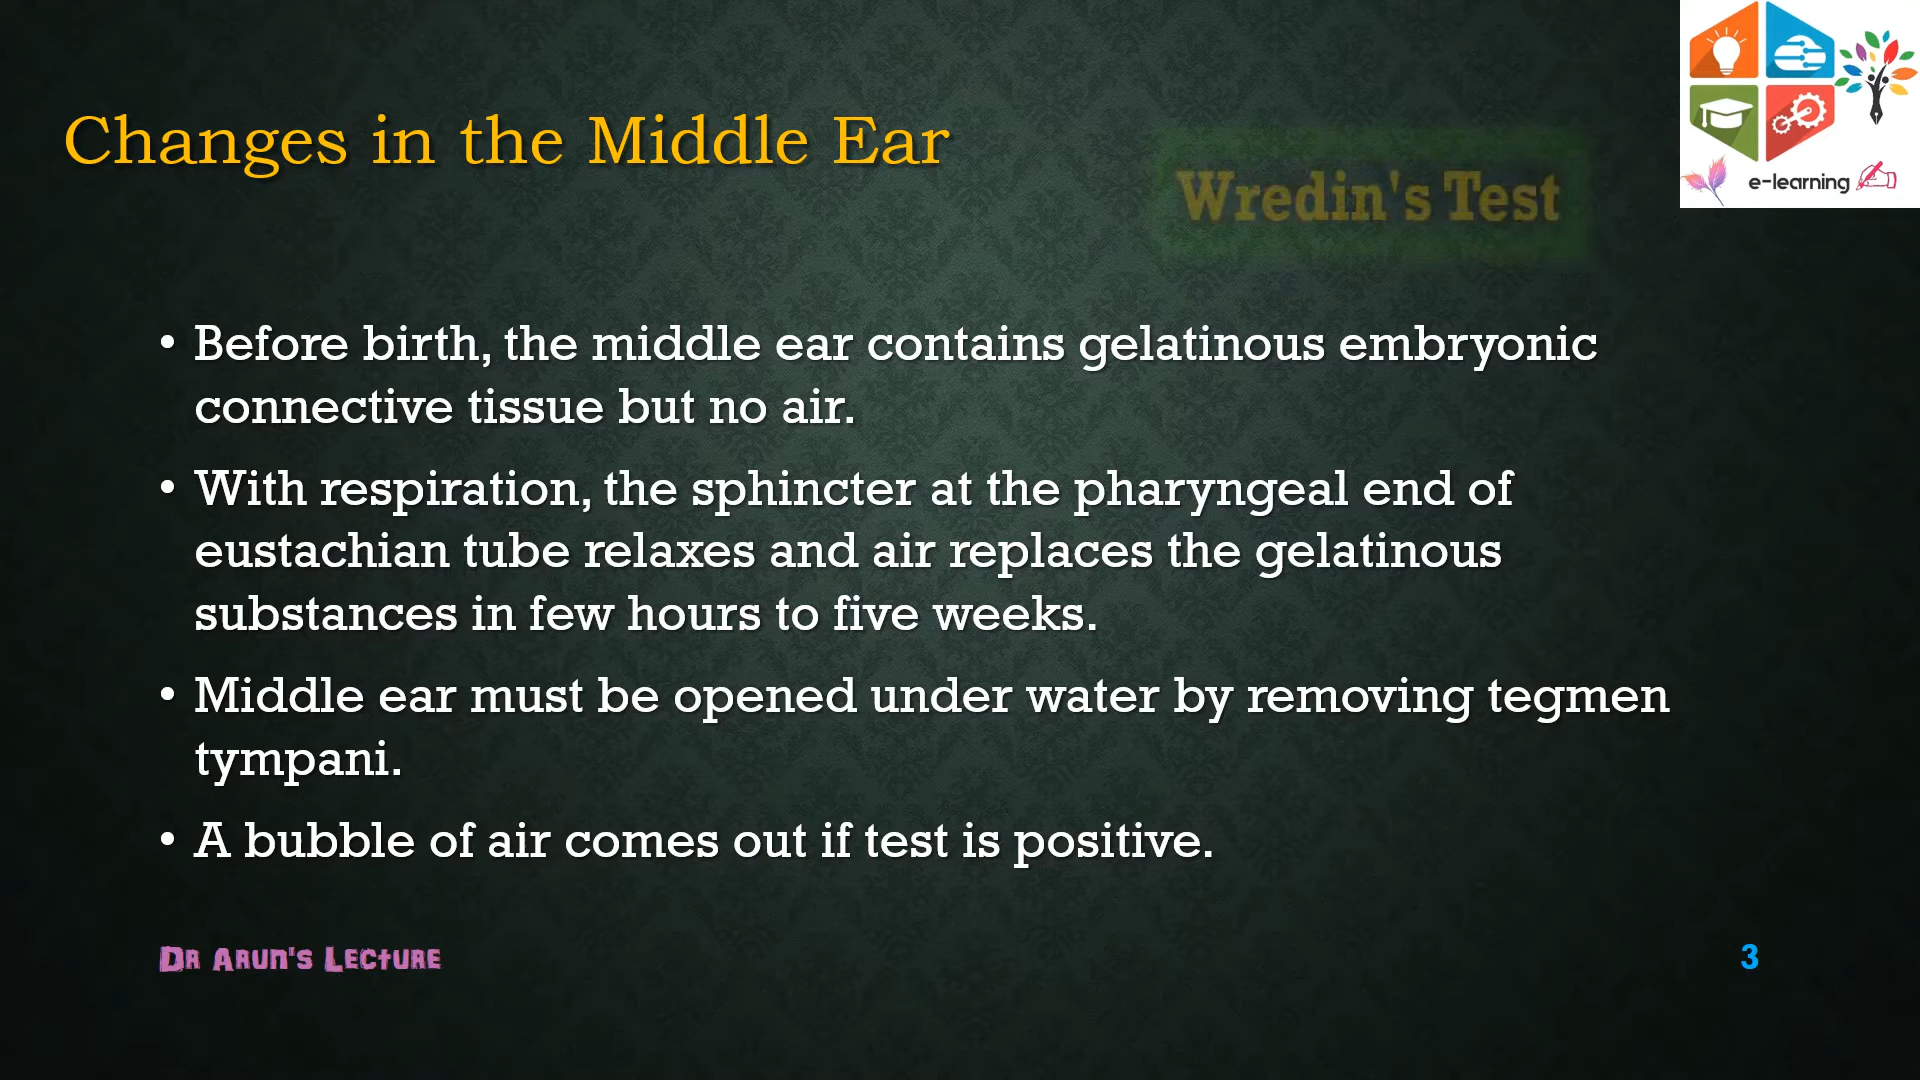 e-learning
Changes in the Middle Ear
Wredin's Test
• Before birth, the middle ear contains gelatinous embryonic
connective tissue but no air.
• With respiration, the sphincter at the pharyngeal end of
eustachian tube relaxes and air replaces the gelatinous
substances in few hours to five weeks.
• Middle ear must be opened under water by removing tegmen
tympani.
• A bubble of air comes out if test is positive.
Dr Arun's Lecture
3